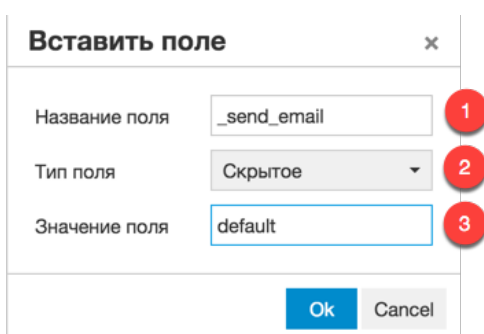 Вставить поле ×
Название поля _send_email 1
Тип поля Скрытое 2
Значение поля default 3
Ok Cancel